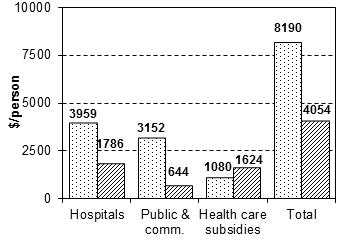 $/person
10000
7500
5000
2500
0
3959
1786
3152
644
1080
1624
8190
4054
Hospitals
Public &
comm.
Health care
subsidies
Total